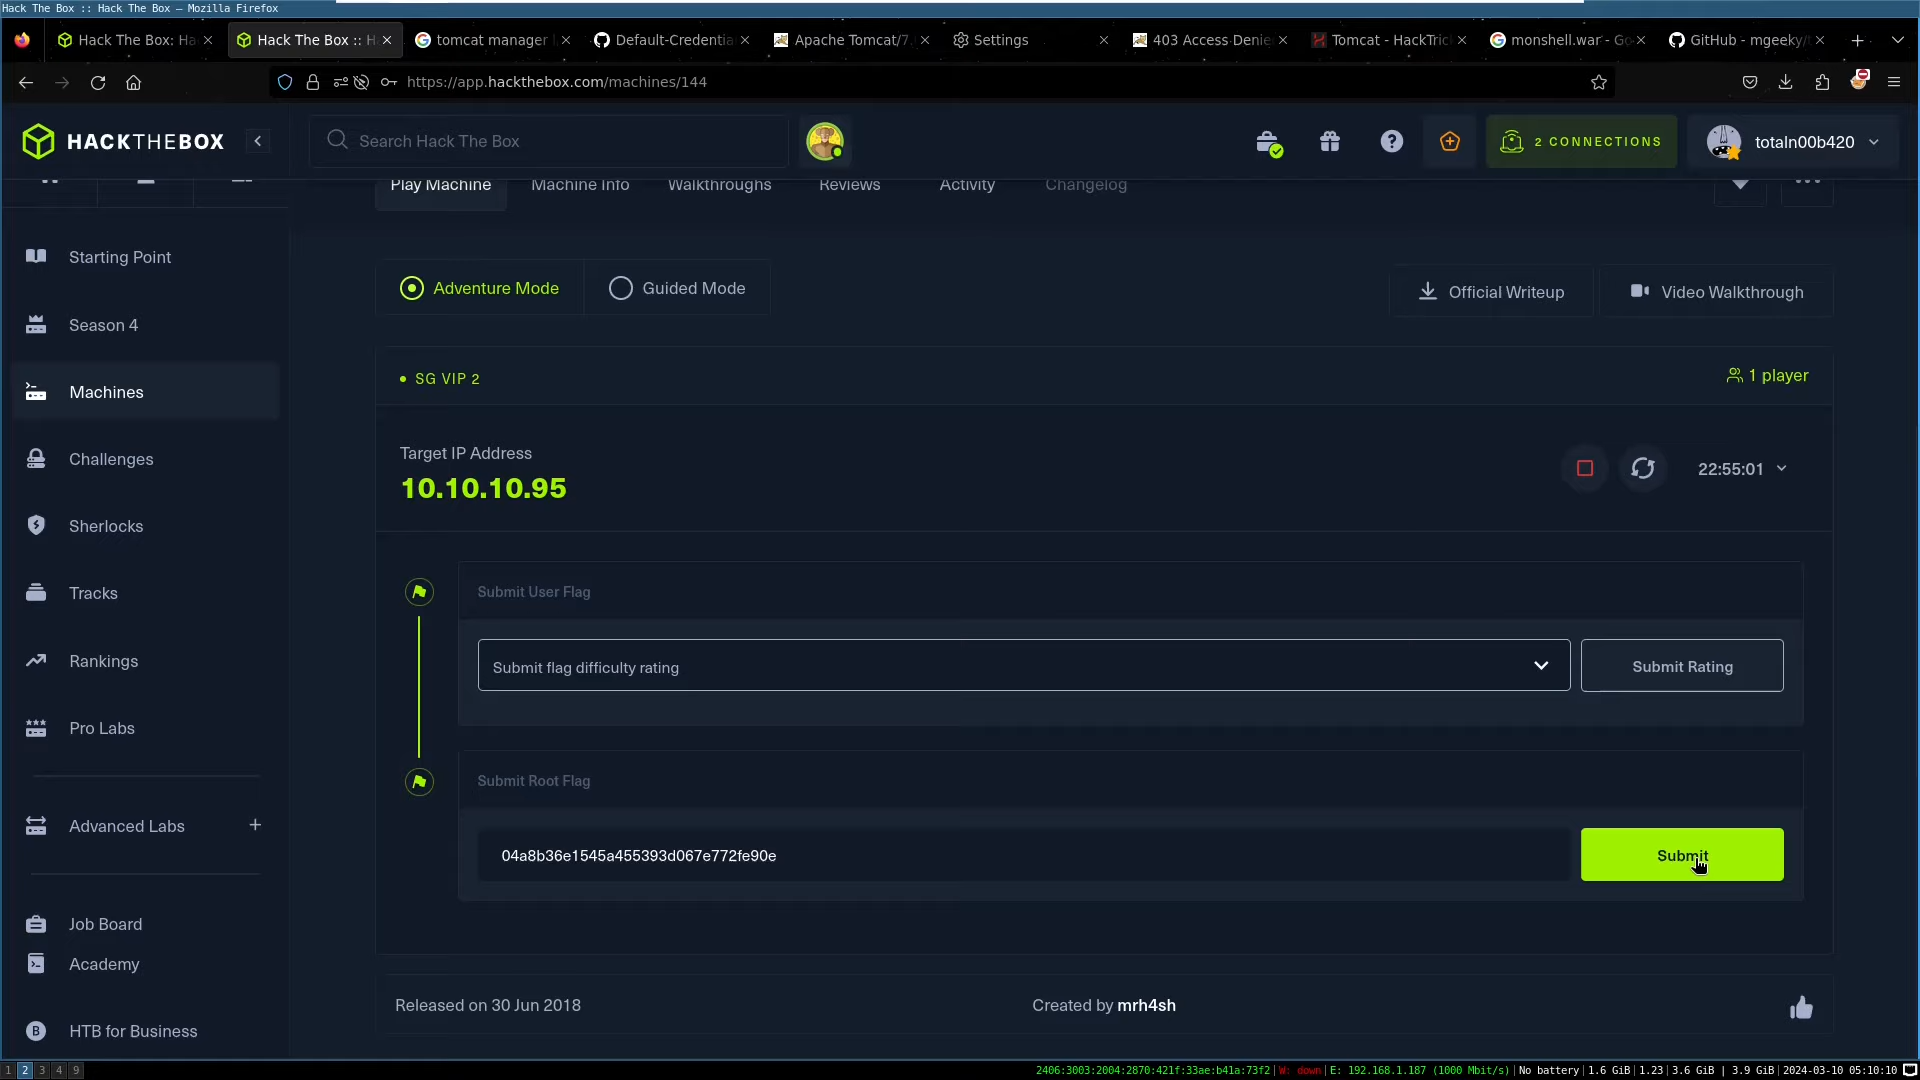 Hack The Box :: Hack The Box — Mozilla Firefox
Hack The Box: Ha
Hack The Box :: H
tomcat manager
Default-Credentia
Apache Tomcat/7.
Settings
403 Access Denie
Tomcat - HackTric
monshell.war - Go
GitHub - mgeeky/
https://app.hackthebox.com/machines/144
HACKTHEBOX
Search Hack The Box
2 CONNECTIONS
totaln00b420
Play Machine
Machine Info
Walkthroughs
Reviews
Activity
Changelog
Starting Point
Season 4
Machines
Challenges
Sherlocks
Tracks
Rankings
Pro Labs
Advanced Labs
Job Board
Academy
HTB for Business
Adventure Mode
Guided Mode
Official Writeup
Video Walkthrough
SG VIP 2
1 player
Target IP Address
10.10.10.95
22:55:01
Submit User Flag
Submit flag difficulty rating
Submit Rating
Submit Root Flag
04a8b36e1545a455393d067e772fe90e
Submit
Released on 30 Jun 2018
Created by mrh4sh
1 2 3 4 9
2406:3003:2004:2870:421f:33ae:b41a:73f2|W: down|E: 192.168.1.187 (1000 Mbit/s)|No battery|1.6 GiB|1.23|3.6 GiB | 3.9 GiB|2024-03-10 05:10:10